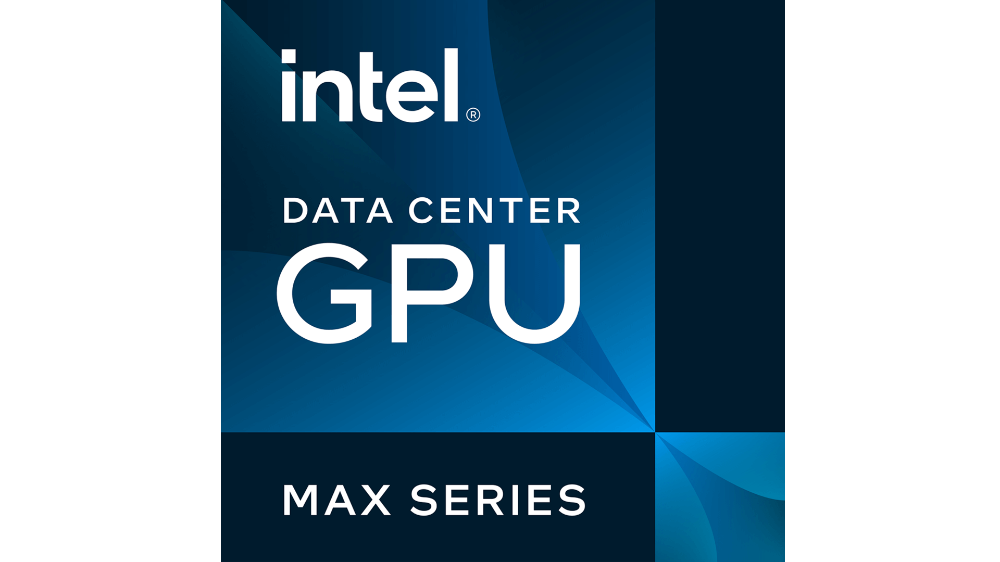 intel®
DATA CENTER
GPU
MAX SERIES